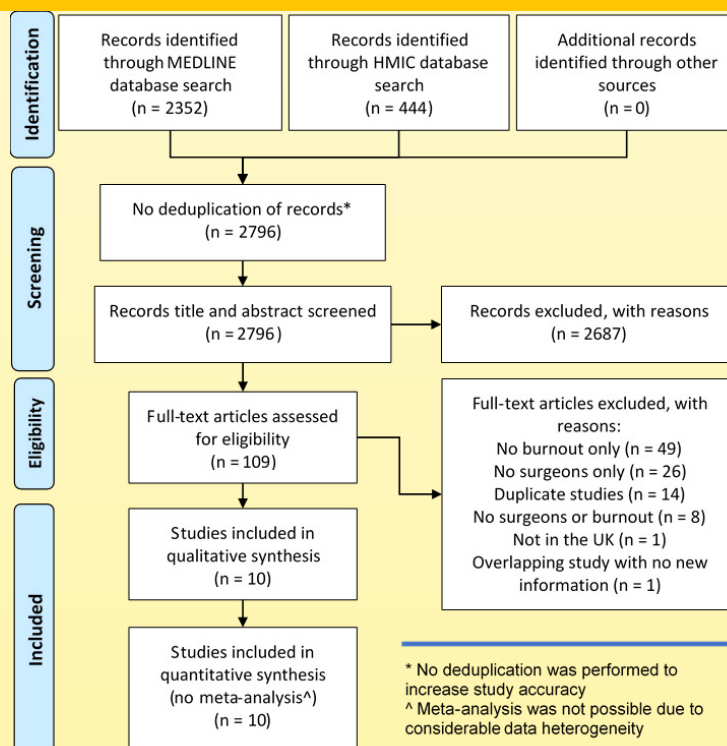 Identification
Records identified
through MEDLINE
database search
(n = 2352)
Records identified
through HMIC database
search
(n = 444)
Additional records
identified through other
sources
(n = 0)
Screening
No deduplication of records*
(n = 2796)
Records title and abstract screened
(n = 2796)
Records excluded, with reasons
(n = 2687)
Eligibility
Full-text articles assessed
for eligibility
(n = 109)
Full-text articles excluded, with
reasons:
No burnout only (n = 49)
No surgeons only (n = 26)
Duplicate studies (n = 14)
No surgeons or burnout (n = 8)
Not in the UK (n = 1)
Overlapping study with no new
information (n = 1)
Included
Studies included in
qualitative synthesis
(n = 10)
Studies included in
quantitative synthesis
(no meta-analysis^)
(n = 10)
* No deduplication was performed to
increase study accuracy
^ Meta-analysis was not possible due to
considerable data heterogeneity